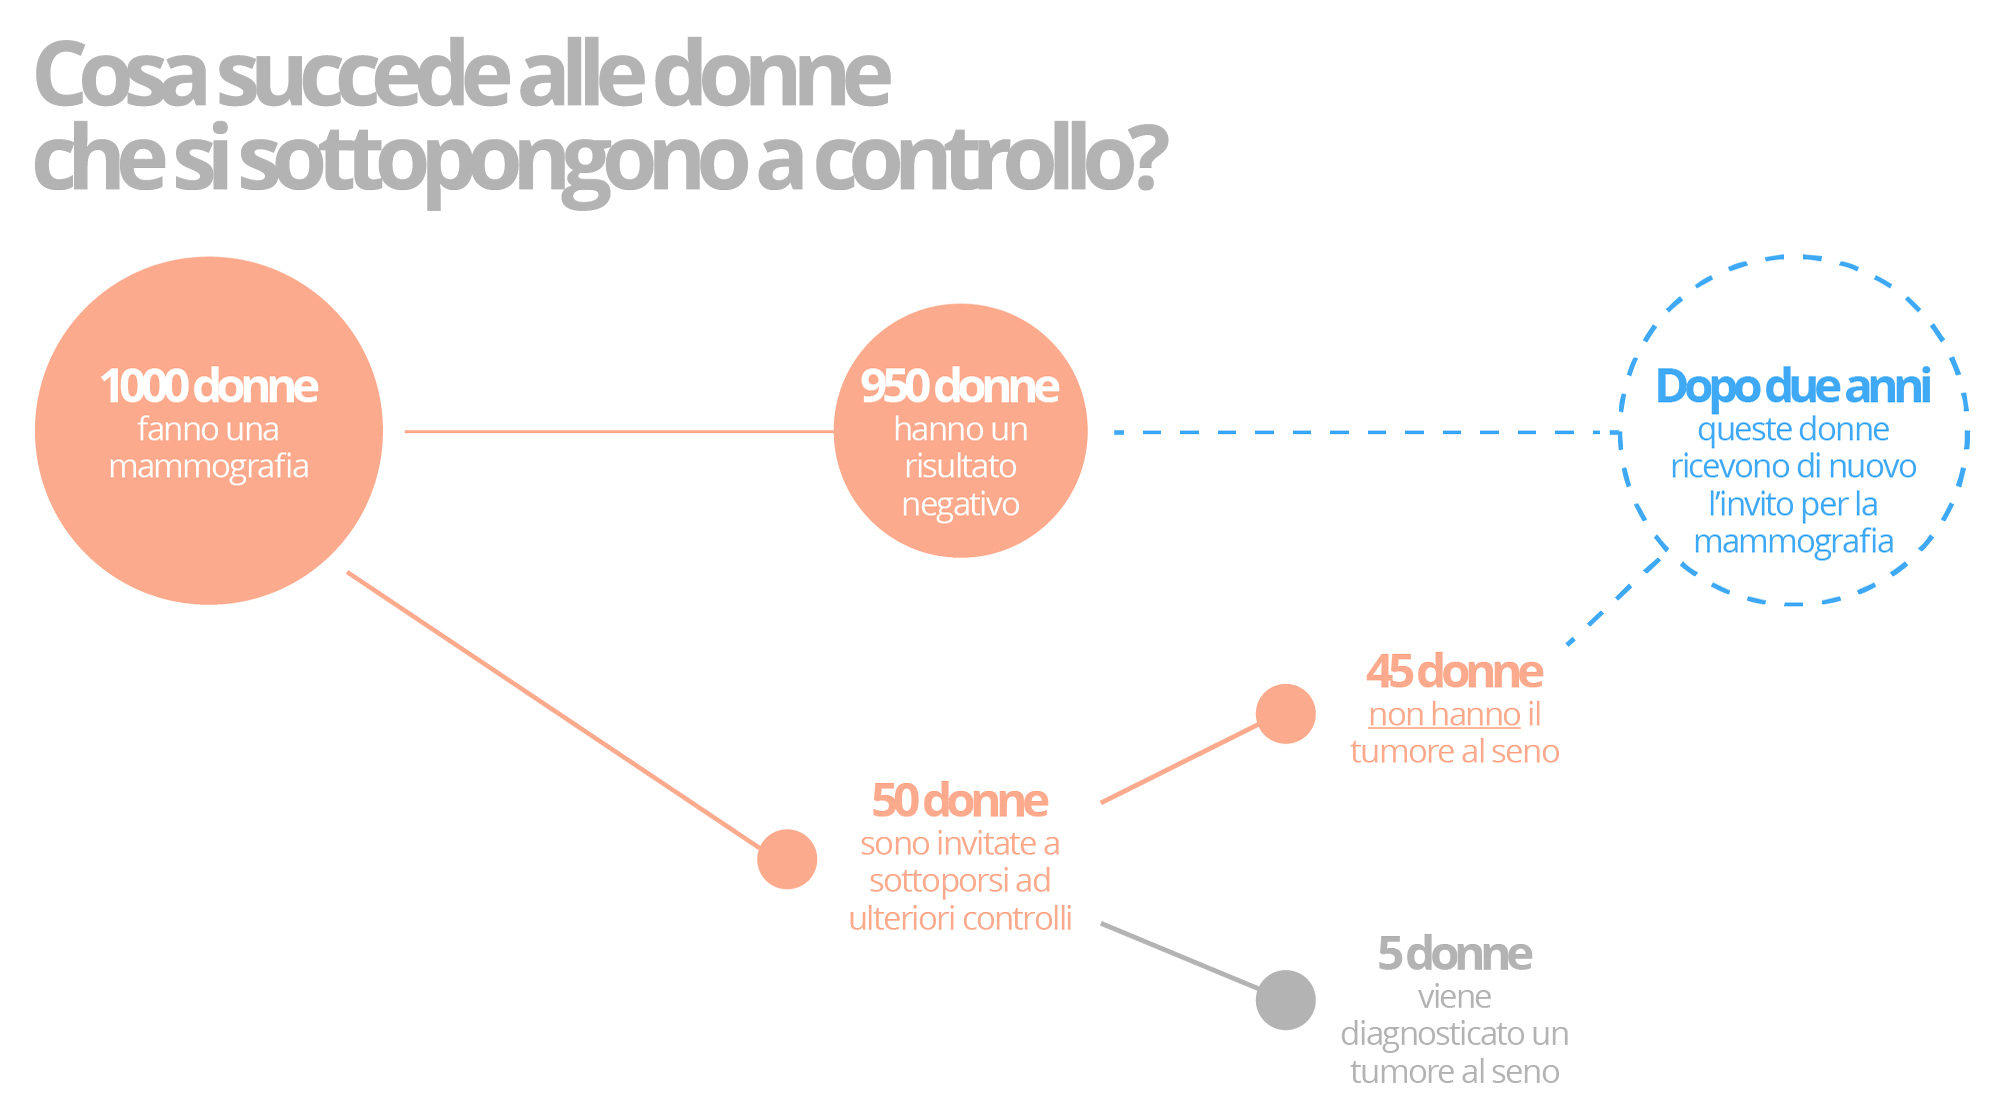 Cosa succede alle donne
che si sottopongono a controllo?
1000 donne
fanno una
mammografia
950 donne
hanno un
risultato
negativo
Dopo due anni
queste donne
ricevono di nuovo
l’invito per la
mammografia
50 donne
sono invitate a
sottoporsi ad
ulteriori controlli
45 donne
non hanno il
tumore al seno
5 donne
viene
diagnosticato un
tumore al seno